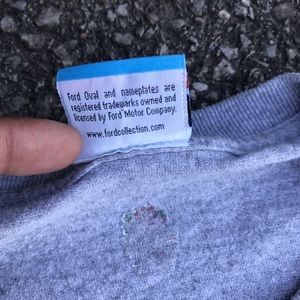 Ford Oval and nameplates are
registered trademarks owned and
licensed by Ford Motor Company.
www.fordcollection.com